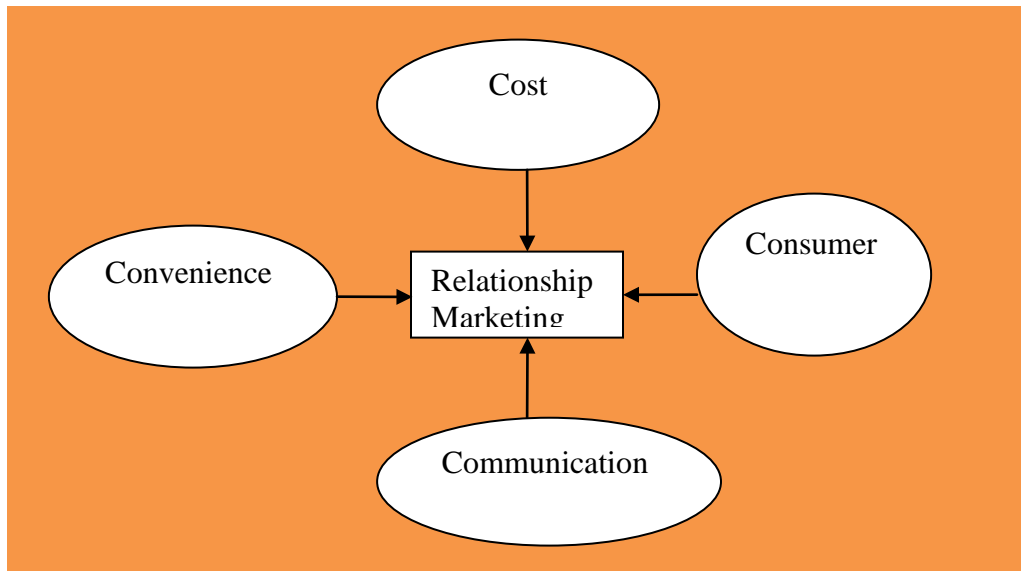 Cost
Consumer
Convenience
Relationship
Marketing
Communication